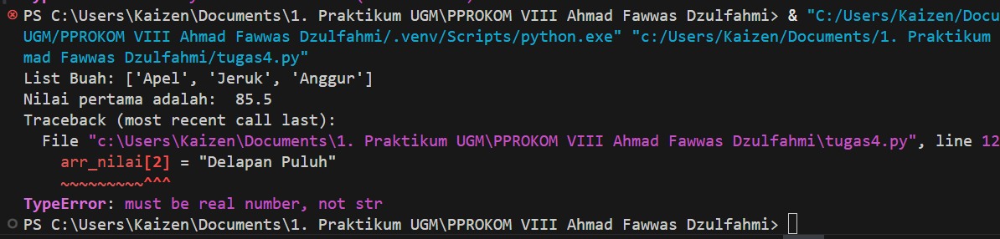 PS C:\Users\Kaizen\Documents\1. Praktikum UGM\PPROKOM VIII Ahmad Fawwas Dzulfahmi> & "C:/Users/Kaizen/Docu
UGM/PPROKOM VIII Ahmad Fawwas Dzulfahmi/.venv/Scripts/python.exe" "c:/Users/Kaizen/Documents/1. Praktikum
mad Fawwas Dzulfahmi/tugas4.py"
List Buah: ['Apel', 'Jeruk', 'Anggur']
Nilai pertama adalah:  85.5
Traceback (most recent call last):
  File "c:\Users\Kaizen\Documents\1. Praktikum UGM\PPROKOM VIII Ahmad Fawwas Dzulfahmi\tugas4.py", line 12
    arr_nilai[2] = "Delapan Puluh"
    ~~~~~~~~~^^^
TypeError: must be real number, not str
PS C:\Users\Kaizen\Documents\1. Praktikum UGM\PPROKOM VIII Ahmad Fawwas Dzulfahmi>